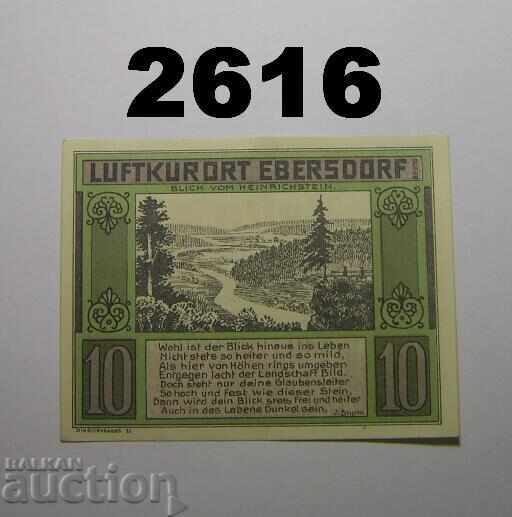 2616
LUFTKURORT EBERSDORF
BLICK VOM HEINRICHSTEIN.
Wohl ist der Blick hinaus ins Leben
Nicht stets so heiter und so mild,
Als hier von Höhen rings umgeben
Entgegen lacht der Landschaft Bild.
Doch steht nur deine Glaubensleiter
So hoch und fest wie dieser Stein,
Dann wird dein Blick stets frei und heiter
Auch in des Lebens Dunkel sein.
10
10
BALKAN
auction